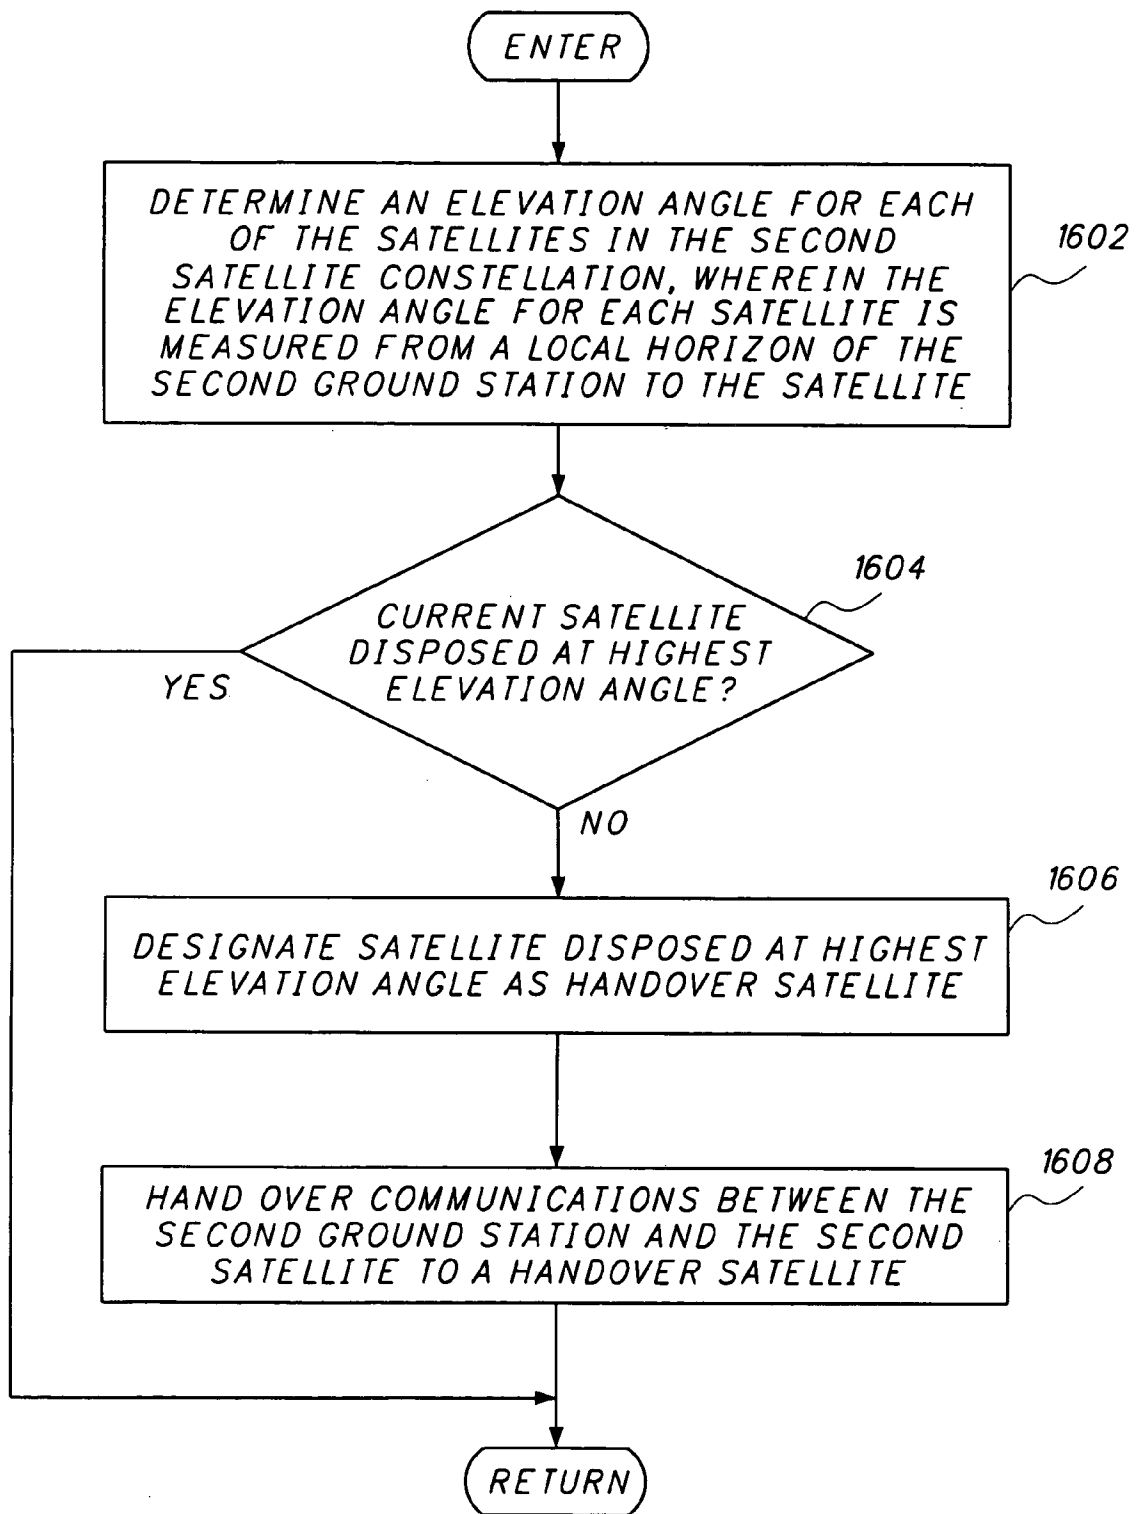 ENTER
DETERMINE AN ELEVATION ANGLE FOR EACH
OF THE SATELLITES IN THE SECOND
SATELLITE CONSTELLATION, WHEREIN THE
ELEVATION ANGLE FOR EACH SATELLITE IS
MEASURED FROM A LOCAL HORIZON OF THE
SECOND GROUND STATION TO THE SATELLITE
1602
1604
CURRENT SATELLITE
DISPOSED AT HIGHEST
ELEVATION ANGLE?
YES
NO
1606
DESIGNATE SATELLITE DISPOSED AT HIGHEST
ELEVATION ANGLE AS HANDOVER SATELLITE
1608
HAND OVER COMMUNICATIONS BETWEEN THE
SECOND GROUND STATION AND THE SECOND
SATELLITE TO A HANDOVER SATELLITE
RETURN